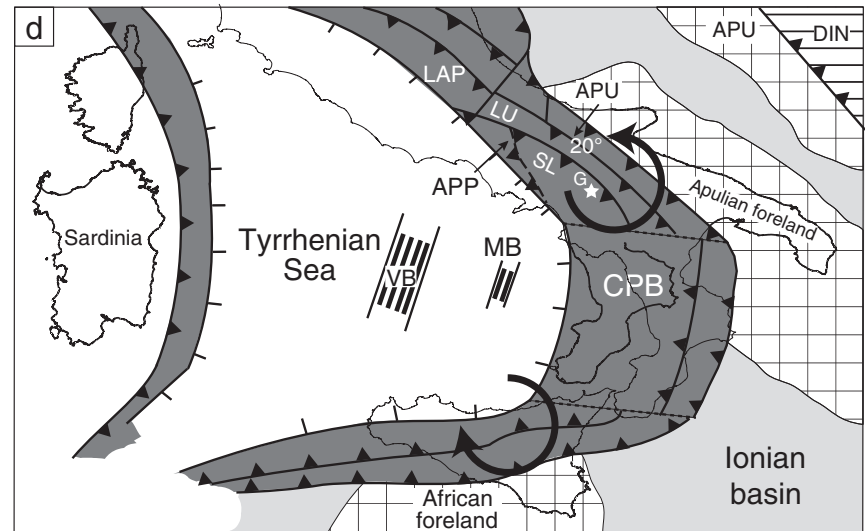 d
APU
DIN
LAP
APU
LU
20°
SL
G
APP
Apulian foreland
Sardinia
Tyrrhenian
Sea
MB
VB
CPB
Ionian
basin
African
foreland